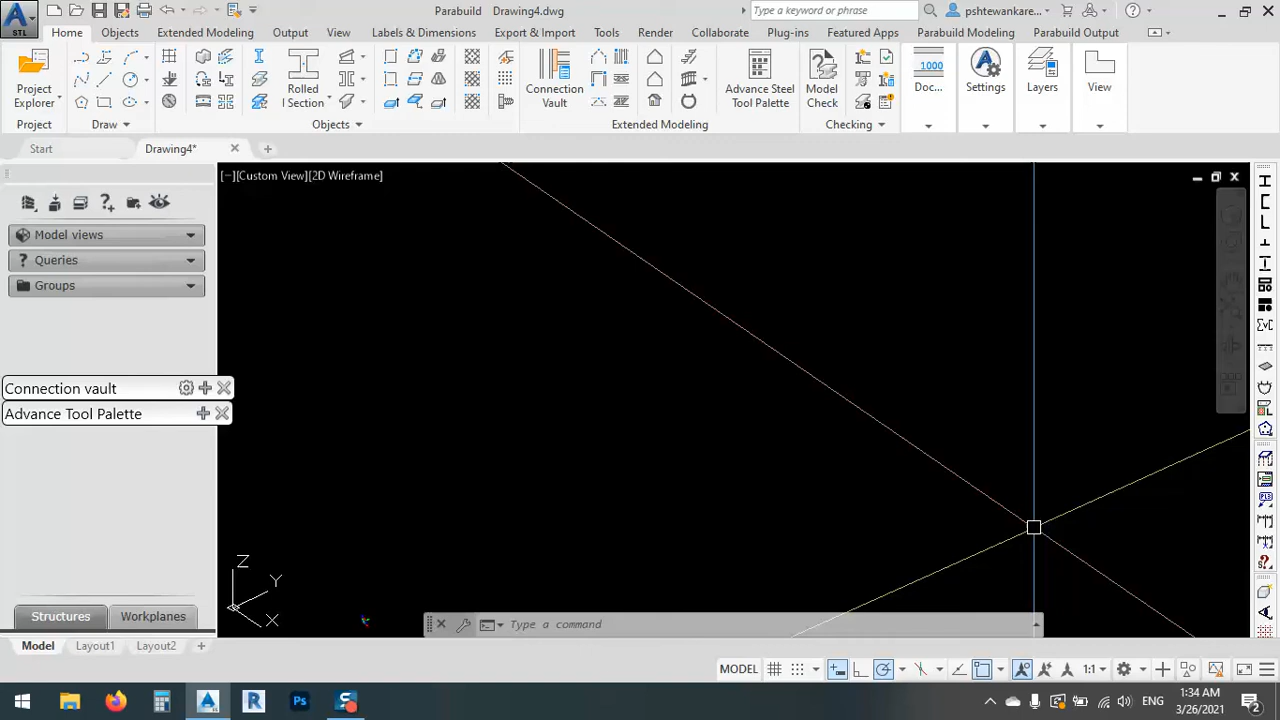 A
STL
Parabuild Drawing4.dwg
Type a keyword or phrase
pshtewankare...
Home Objects Extended Modeling Output View Labels & Dimensions Export & Import Tools Render Collaborate Plug-ins Featured Apps Parabuild Modeling Parabuild Output
Project Explorer
Rolled I Section
Connection Vault
Advance Steel Tool Palette
Model Check
1000
Doc...
Settings
Layers
View
Project Draw Objects Extended Modeling Checking
Start Drawing4*
[−][Custom View][2D Wireframe]
Model views
Queries
Groups
Connection vault
Advance Tool Palette
Z
Y
X
Type a command
Structures Workplanes
Model Layout1 Layout2
MODEL 1:1
1:34 AM
ENG
3/26/2021
2
R
Ps
S